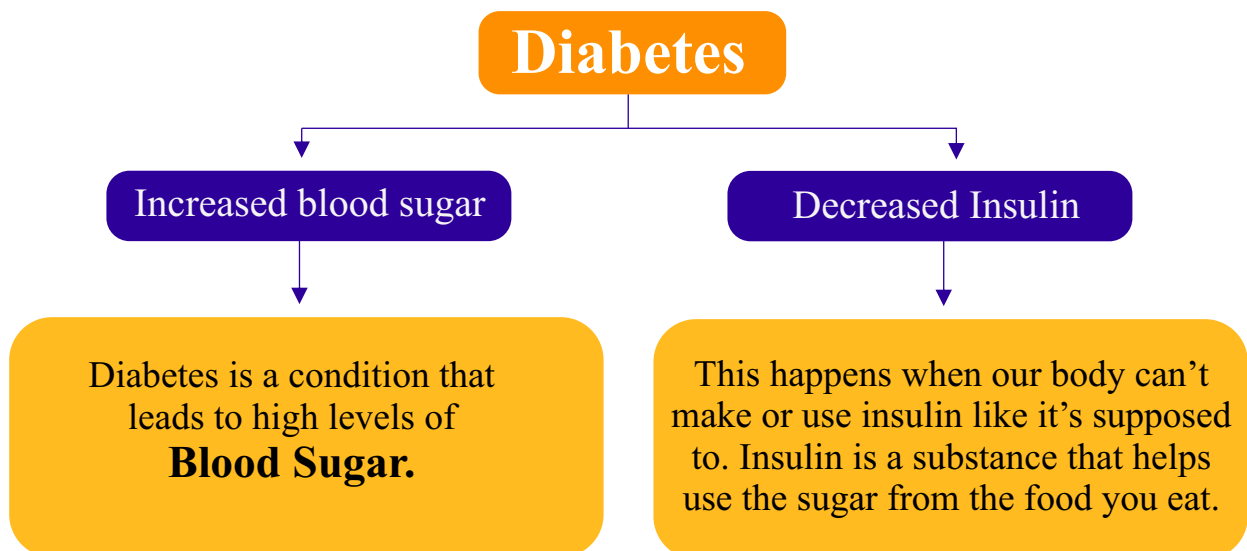 Diabetes
Increased blood sugar
Decreased Insulin
Diabetes is a condition that
leads to high levels of
Blood Sugar.
This happens when our body can’t
make or use insulin like it’s supposed
to. Insulin is a substance that helps
use the sugar from the food you eat.